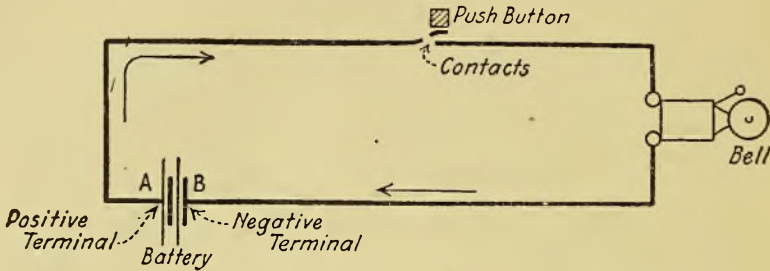 Push Button
Contacts
Bell
A B
Positive
Terminal
Negative
Terminal
Battery